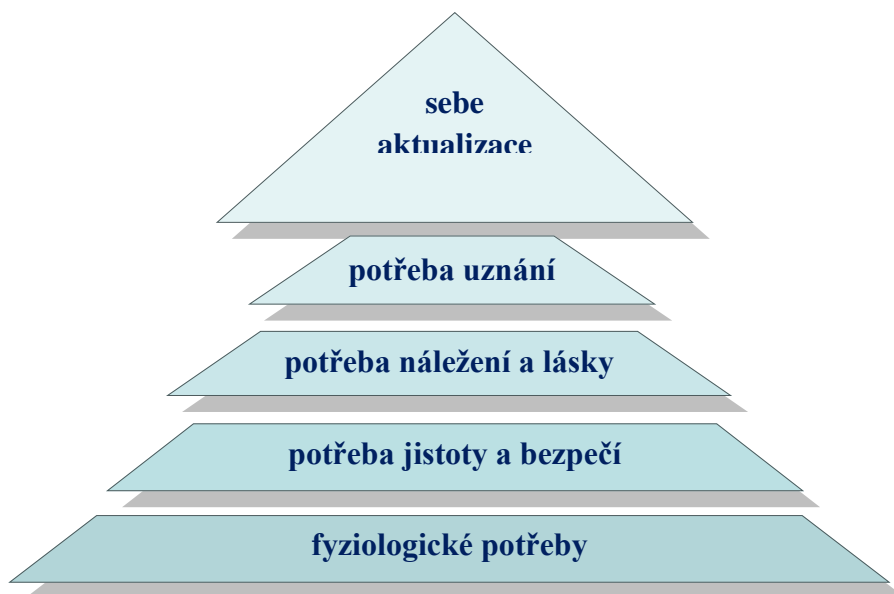 sebe
aktualizace
potřeba uznání
potřeba náležení a lásky
potřeba jistoty a bezpečí
fyziologické potřeby